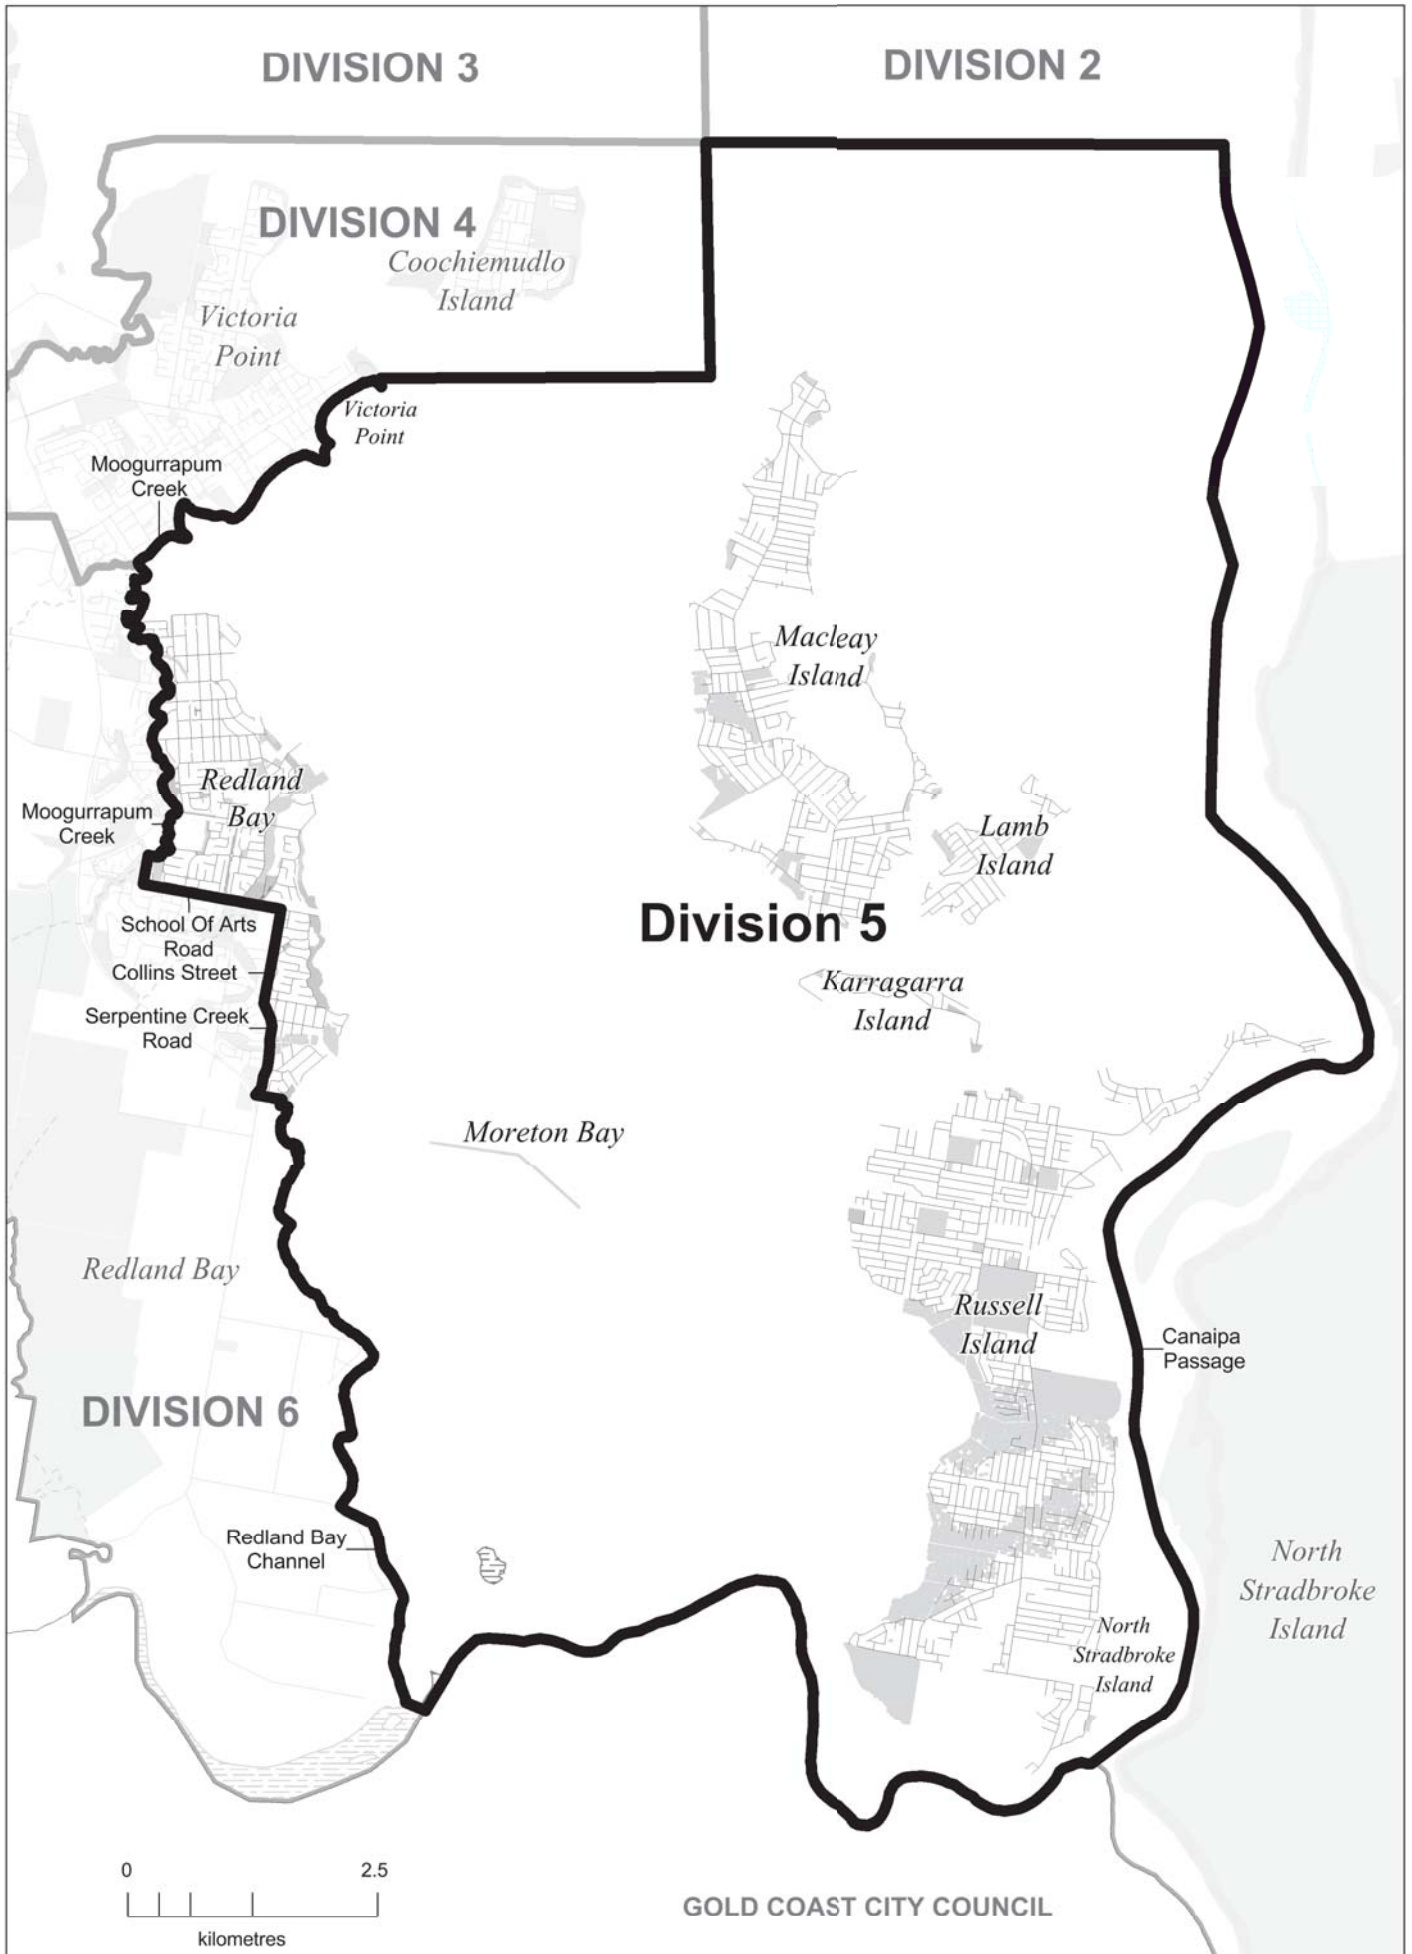 DIVISION 3
DIVISION 2
DIVISION 4
Coochiemudlo
Island
Victoria
Point
Victoria
Point
Moogurrapum
Creek
Macleay
Island
Redland
Bay
Moogurrapum
Creek
Lamb
Island
Division 5
School Of Arts
Road
Collins Street
Karragarra
Island
Serpentine Creek
Road
Moreton Bay
Redland Bay
Russell
Island
Canaipa
Passage
DIVISION 6
Redland Bay
Channel
North
Stradbroke
Island
North
Stradbroke
Island
0
2.5
kilometres
GOLD COAST CITY COUNCIL